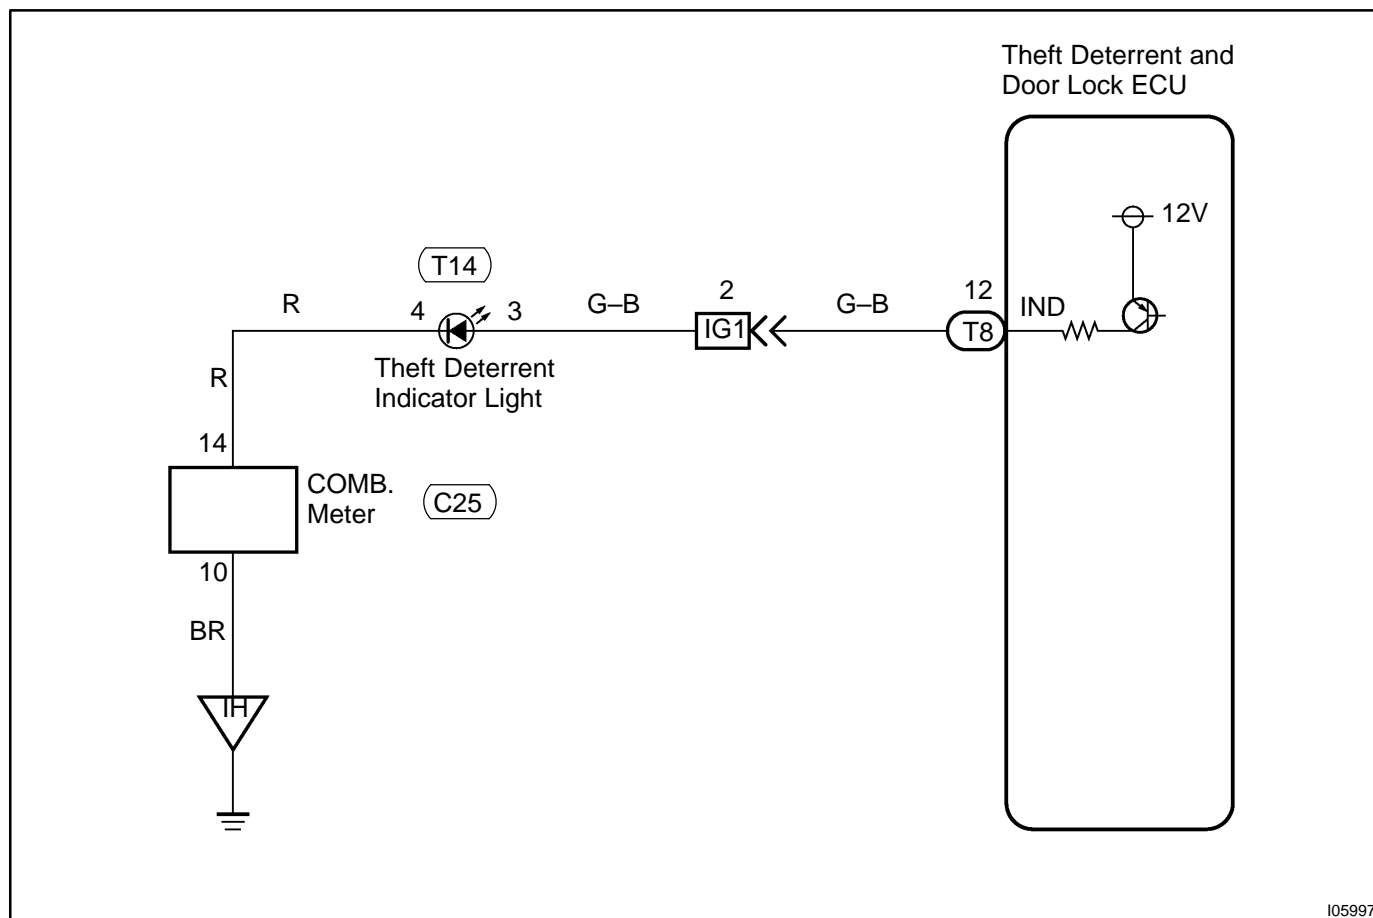 Theft Deterrent and
Door Lock ECU
12V
T14
R
4
3
G–B
2
IG1
G–B
12
T8
IND
Theft Deterrent
Indicator Light
R
14
COMB.
Meter
C25
10
BR
IH
I05997